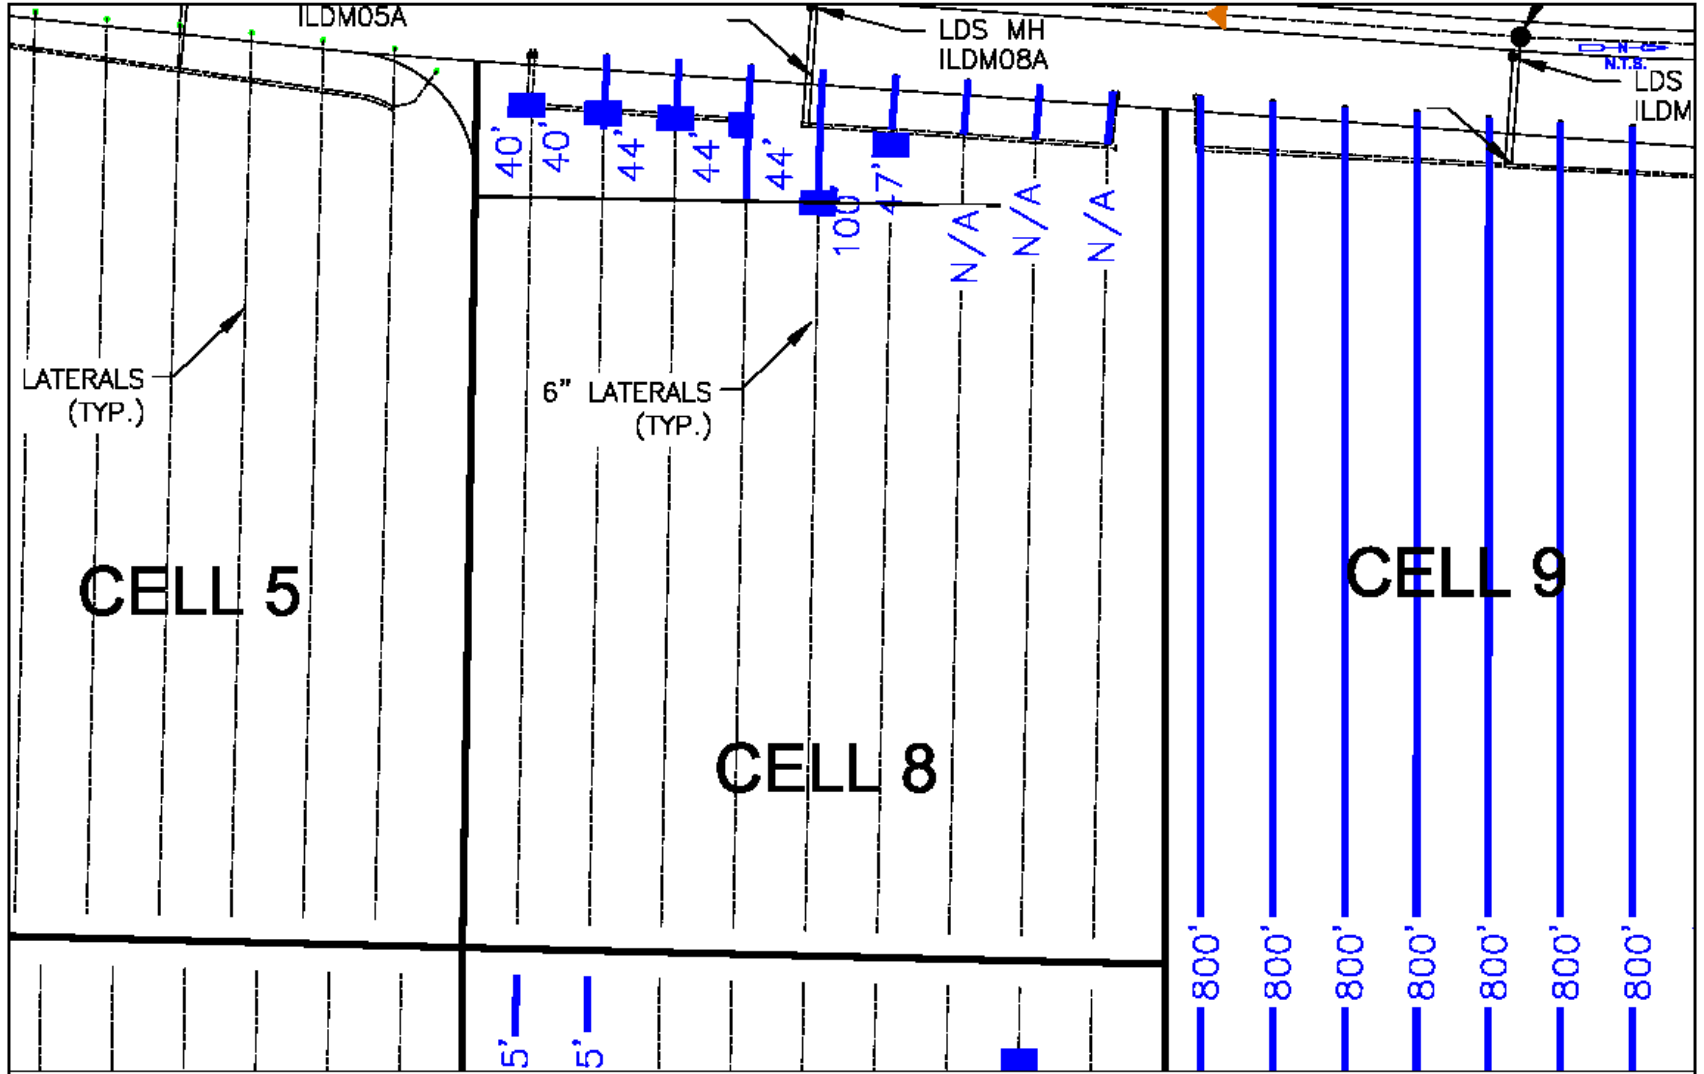 ILDM05A
LDS MH
ILDM08A
N
N.T.S.
LDS
ILDM
40'
40'
44'
44'
44'
100'
47'
N/A
N/A
N/A
LATERALS
(TYP.)
6" LATERALS
(TYP.)
CELL 5
CELL 9
CELL 8
800'
800'
800'
800'
800'
800'
800'
5'
5'